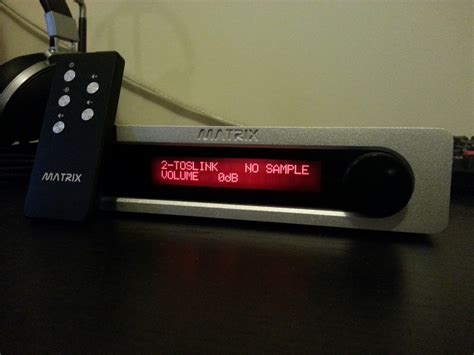 MATRIX
2-TOSLINK NO SAMPLE
VOLUME 0dB
MATRIX